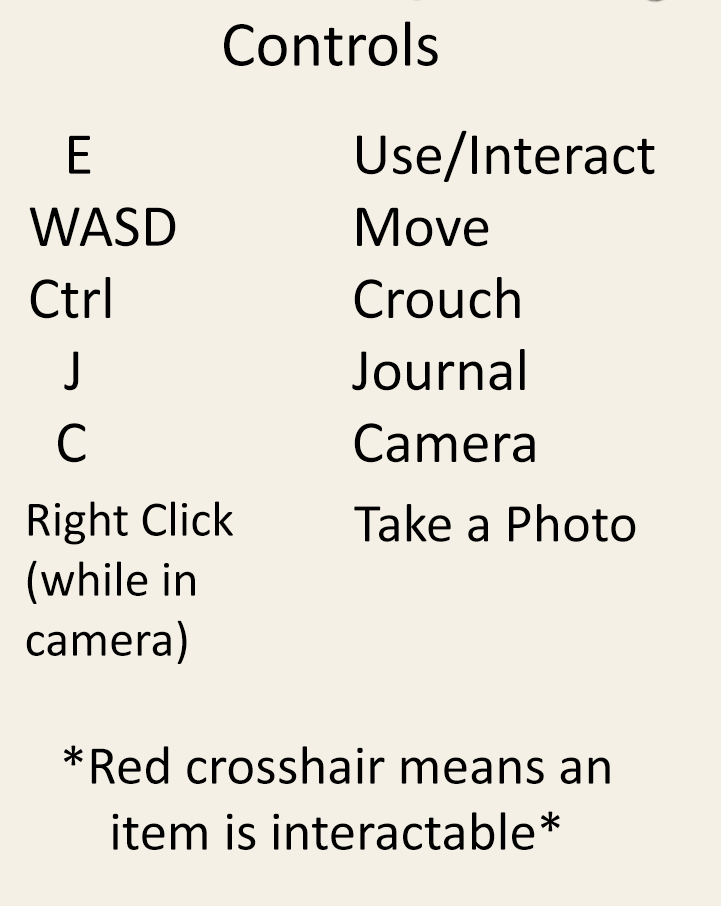 Controls
E Use/Interact
WASD Move
Ctrl Crouch
J Journal
C Camera
Right Click Take a Photo
(while in
camera)
*Red crosshair means an
item is interactable*